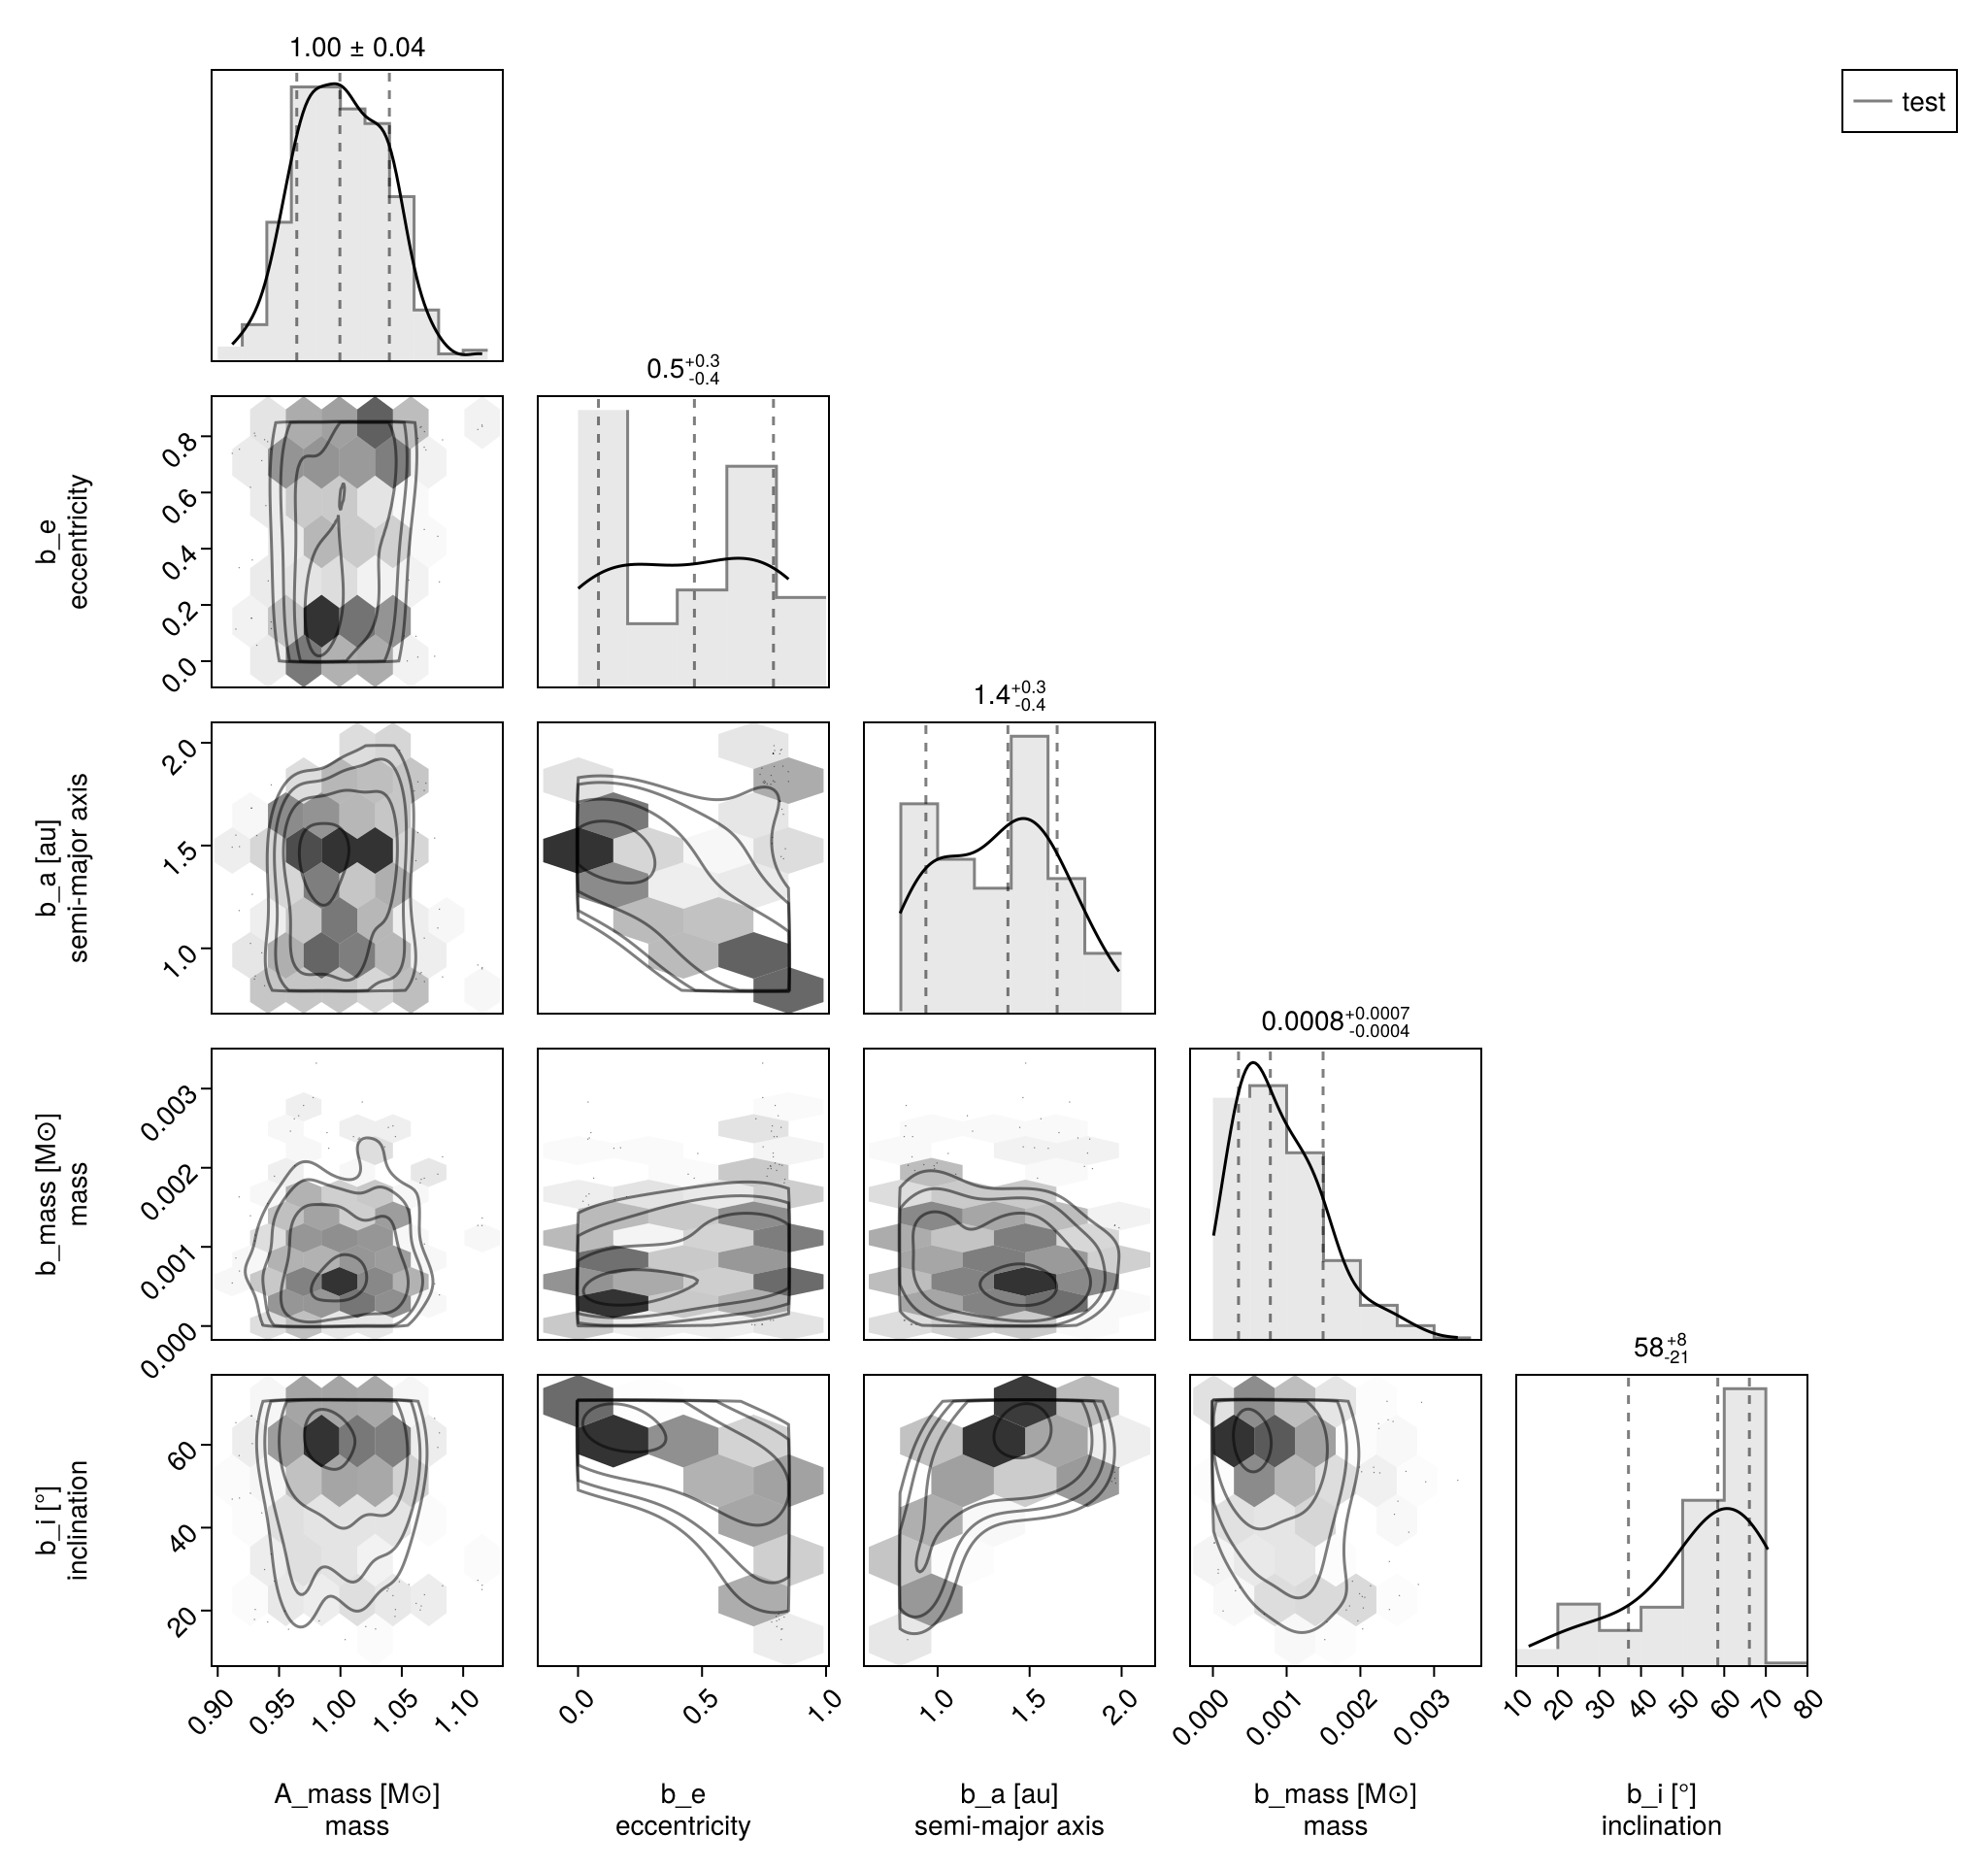 1.00 ± 0.04
test
0.5+0.3
-0.4
b_e
eccentricity
0.8
0.6
0.4
0.2
0.0
1.4+0.3
-0.4
b_a [au]
semi-major axis
2.0
1.5
1.0
0.0008+0.0007
-0.0004
b_mass [M⊙]
mass
0.003
0.002
0.001
0.000
58+8
-21
b_i [°]
inclination
60
40
20
0.90 0.95 1.00 1.05 1.10 0.0 0.5 1.0 1.0 1.5 2.0 0.000 0.001 0.002 0.003 10 20 30 40 50 60 70 80
A_mass [M⊙] b_e b_a [au] b_mass [M⊙] b_i [°]
mass eccentricity semi-major axis mass inclination